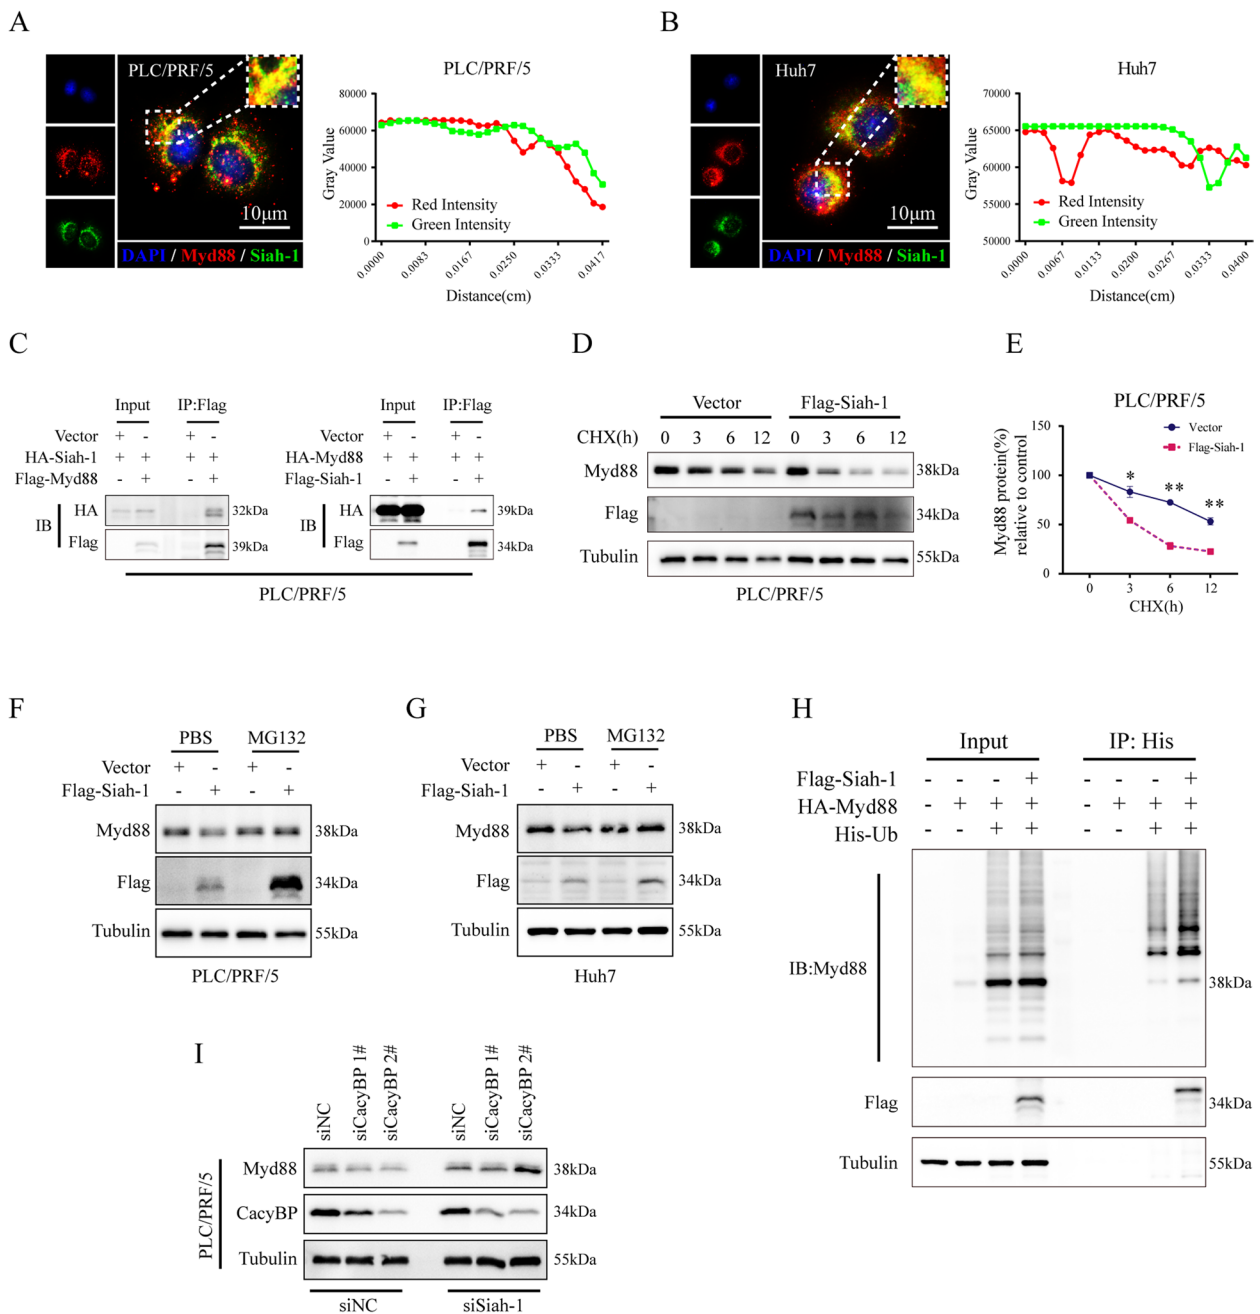 A
PLC/PRF/5
10μm
DAPI / Myd88 / Siah-1
PLC/PRF/5
Gray Value
80000
60000
40000
20000
0
Red Intensity
Green Intensity
0.0000 0.0083 0.0167 0.0250 0.0333 0.0417
Distance(cm)
B
Huh7
10μm
DAPI / Myd88 / Siah-1
Huh7
Gray Value
70000
65000
60000
55000
50000
Red Intensity
Green Intensity
0.0000 0.0067 0.0133 0.0200 0.0267 0.0333 0.0400
Distance(cm)
C
Input IP:Flag
Vector + - + -
HA-Siah-1 + + + +
Flag-Myd88 - + - +
IB
HA 32kDa
Flag 39kDa
Input IP:Flag
Vector + - + -
HA-Myd88 + + + +
Flag-Siah-1 - + - +
IB
HA 39kDa
Flag 34kDa
PLC/PRF/5
D
Vector Flag-Siah-1
CHX(h) 0 3 6 12 0 3 6 12
Myd88 38kDa
Flag 34kDa
Tubulin 55kDa
PLC/PRF/5
E
PLC/PRF/5
Myd88 protein(%)
relative to control
150
100
50
0
Vector
Flag-Siah-1
* ** **
0 3 6 12
CHX(h)
F
PBS MG132
Vector + - + -
Flag-Siah-1 - + - +
Myd88 38kDa
Flag 34kDa
Tubulin 55kDa
PLC/PRF/5
G
PBS MG132
Vector + - + -
Flag-Siah-1 - + - +
Myd88 38kDa
Flag 34kDa
Tubulin 55kDa
Huh7
H
Input IP: His
Flag-Siah-1 - - - + - - - +
HA-Myd88 - + + + - + + +
His-Ub - - + + - - + +
IB:Myd88 38kDa
Flag 34kDa
Tubulin 55kDa
I
siNC siCacyBP 1# siCacyBP 2# siNC siCacyBP 1# siCacyBP 2#
PLC/PRF/5
Myd88 38kDa
CacyBP 34kDa
Tubulin 55kDa
siNC siSiah-1